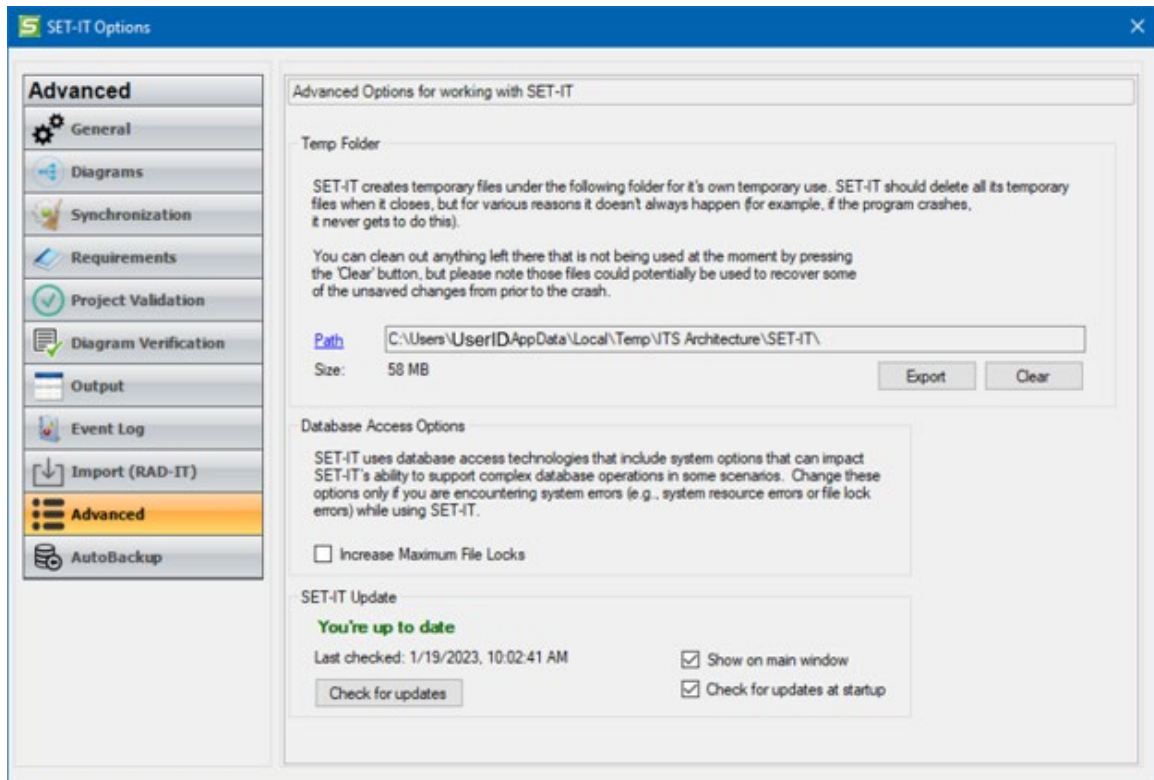 SET-IT Options
Advanced
General
Diagrams
Synchronization
Requirements
Project Validation
Diagram Verification
Output
Event Log
Import (RAD-IT)
Advanced
AutoBackup
Advanced Options for working with SET-IT
Temp Folder
SET-IT creates temporary files under the following folder for it's own temporary use. SET-IT should delete all its temporary
files when it closes, but for various reasons it doesn't always happen (for example, if the program crashes,
it never gets to do this).
You can clean out anything left there that is not being used at the moment by pressing
the 'Clear' button, but please note those files could potentially be used to recover some
of the unsaved changes from prior to the crash.
Path C:\Users\UserIDAppData\Local\Temp\ITS Architecture\SET-IT\
Size: 58 MB
Export Clear
Database Access Options
SET-IT uses database access technologies that include system options that can impact
SET-IT's ability to support complex database operations in some scenarios. Change these
options only if you are encountering system errors (e.g., system resource errors or file lock
errors) while using SET-IT.
Increase Maximum File Locks
SET-IT Update
You're up to date
Last checked: 1/19/2023, 10:02:41 AM
Show on main window
Check for updates
Check for updates at startup